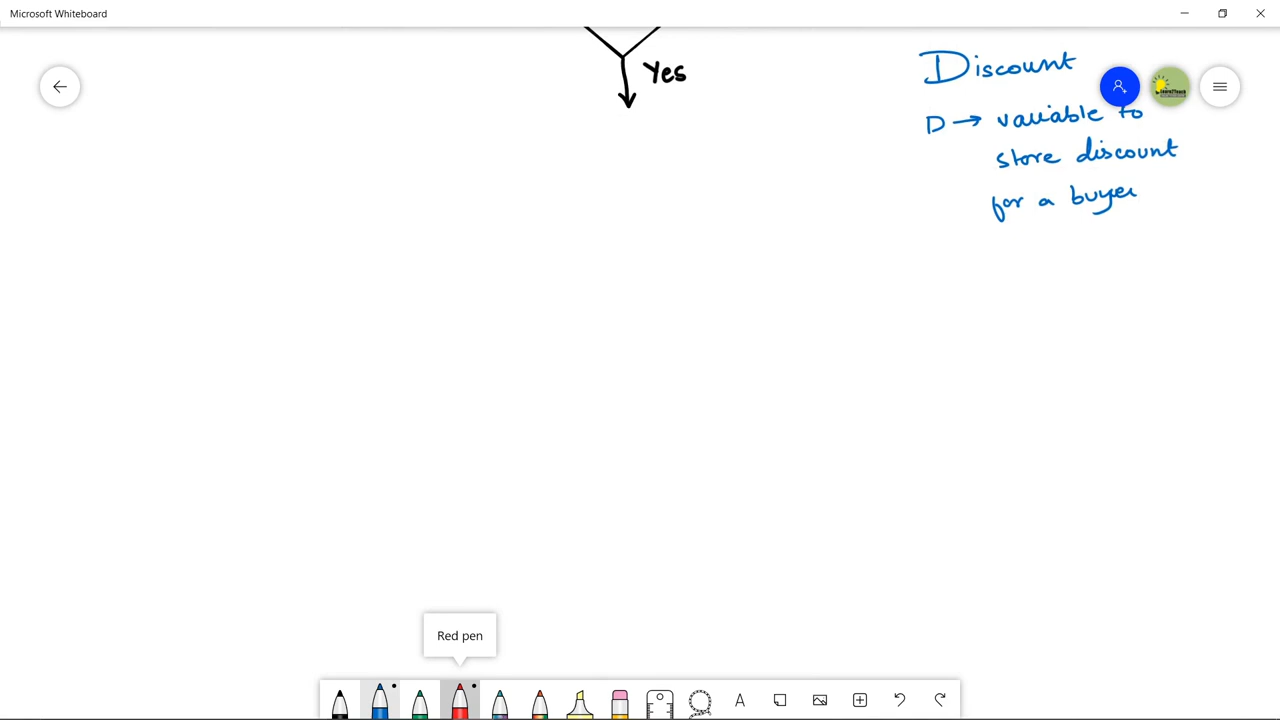 Microsoft Whiteboard
Yes
Discount
D → variable to
store discount
for a buyer
Red pen
A